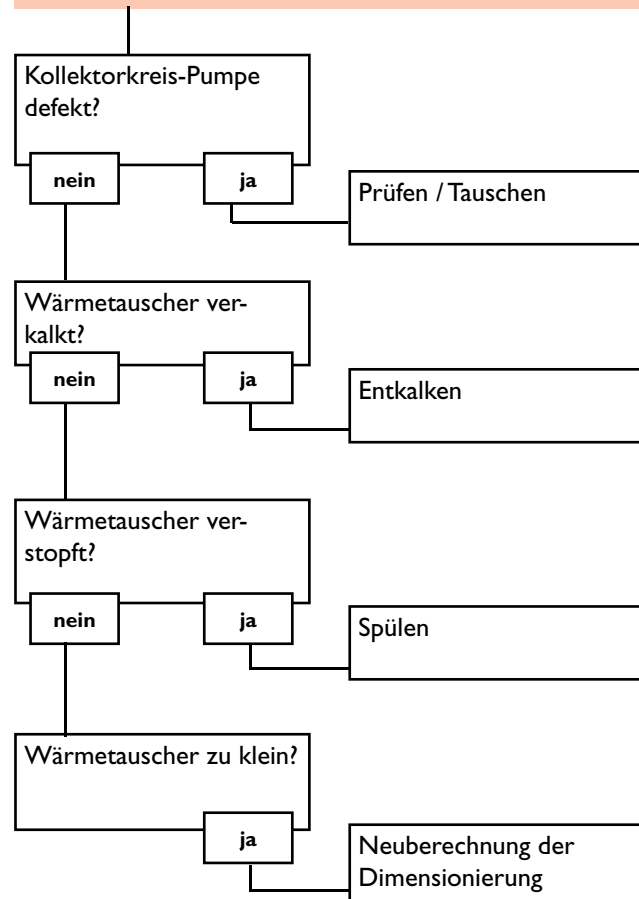 Kollektorkreis-Pumpe
defekt?
nein
ja
Prüfen / Tauschen
Wärmetauscher ver-
kalkt?
nein
ja
Entkalken
Wärmetauscher ver-
stopft?
nein
ja
Spülen
Wärmetauscher zu klein?
ja
Neuberechnung der
Dimensionierung